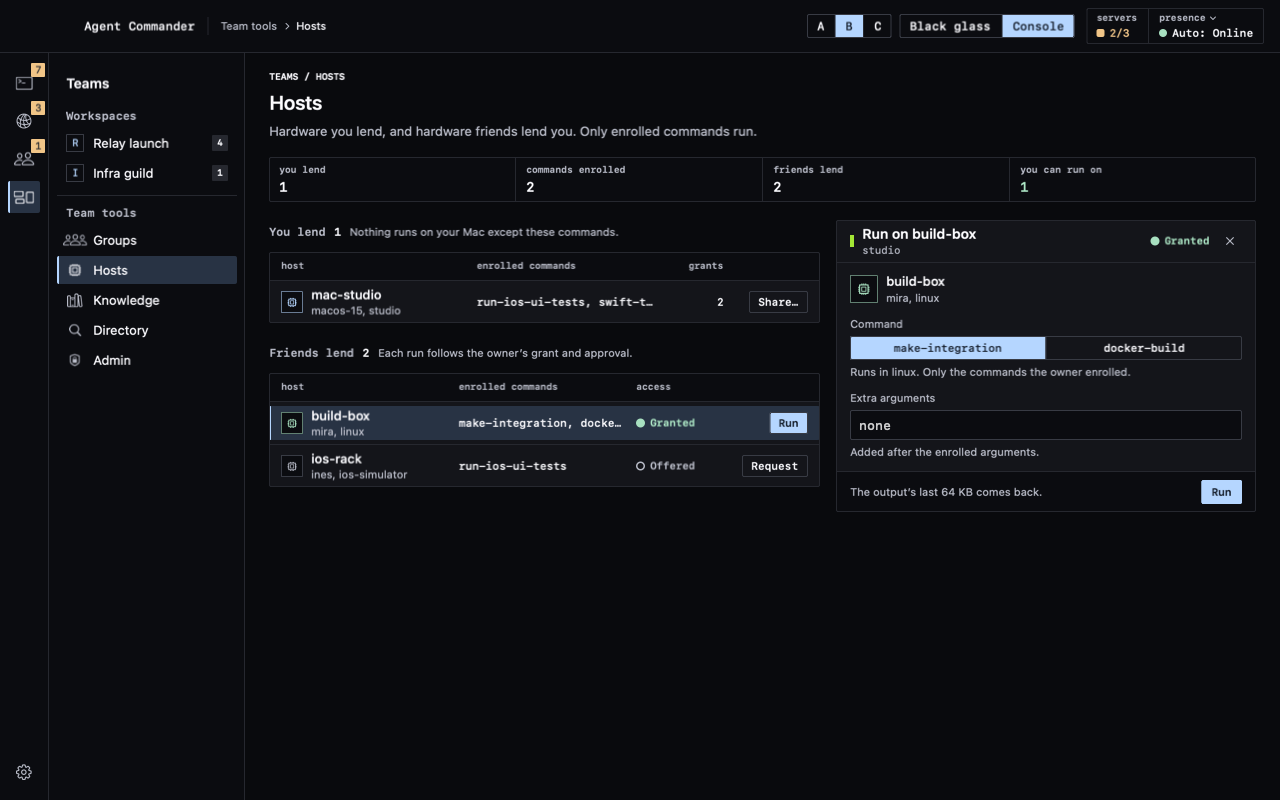 Agent Commander
Team tools > Hosts
A B C
Black glass Console
servers
2/3
presence
Auto: Online
7
3
1
Teams
Workspaces
R Relay launch 4
I Infra guild 1
Team tools
Groups
Hosts
Knowledge
Directory
Admin
TEAMS / HOSTS
Hosts
Hardware you lend, and hardware friends lend you. Only enrolled commands run.
you lend
1
commands enrolled
2
friends lend
2
you can run on
1
You lend 1 Nothing runs on your Mac except these commands.
host enrolled commands grants
mac-studio
macos-15, studio
run-ios-ui-tests, swift-t… 2 Share…
Friends lend 2 Each run follows the owner's grant and approval.
host enrolled commands access
build-box
mira, linux
make-integration, docke… Granted Run
ios-rack
ines, ios-simulator
run-ios-ui-tests Offered Request
Run on build-box
studio
Granted
build-box
mira, linux
Command
make-integration docker-build
Runs in linux. Only the commands the owner enrolled.
Extra arguments
none
Added after the enrolled arguments.
The output's last 64 KB comes back. Run